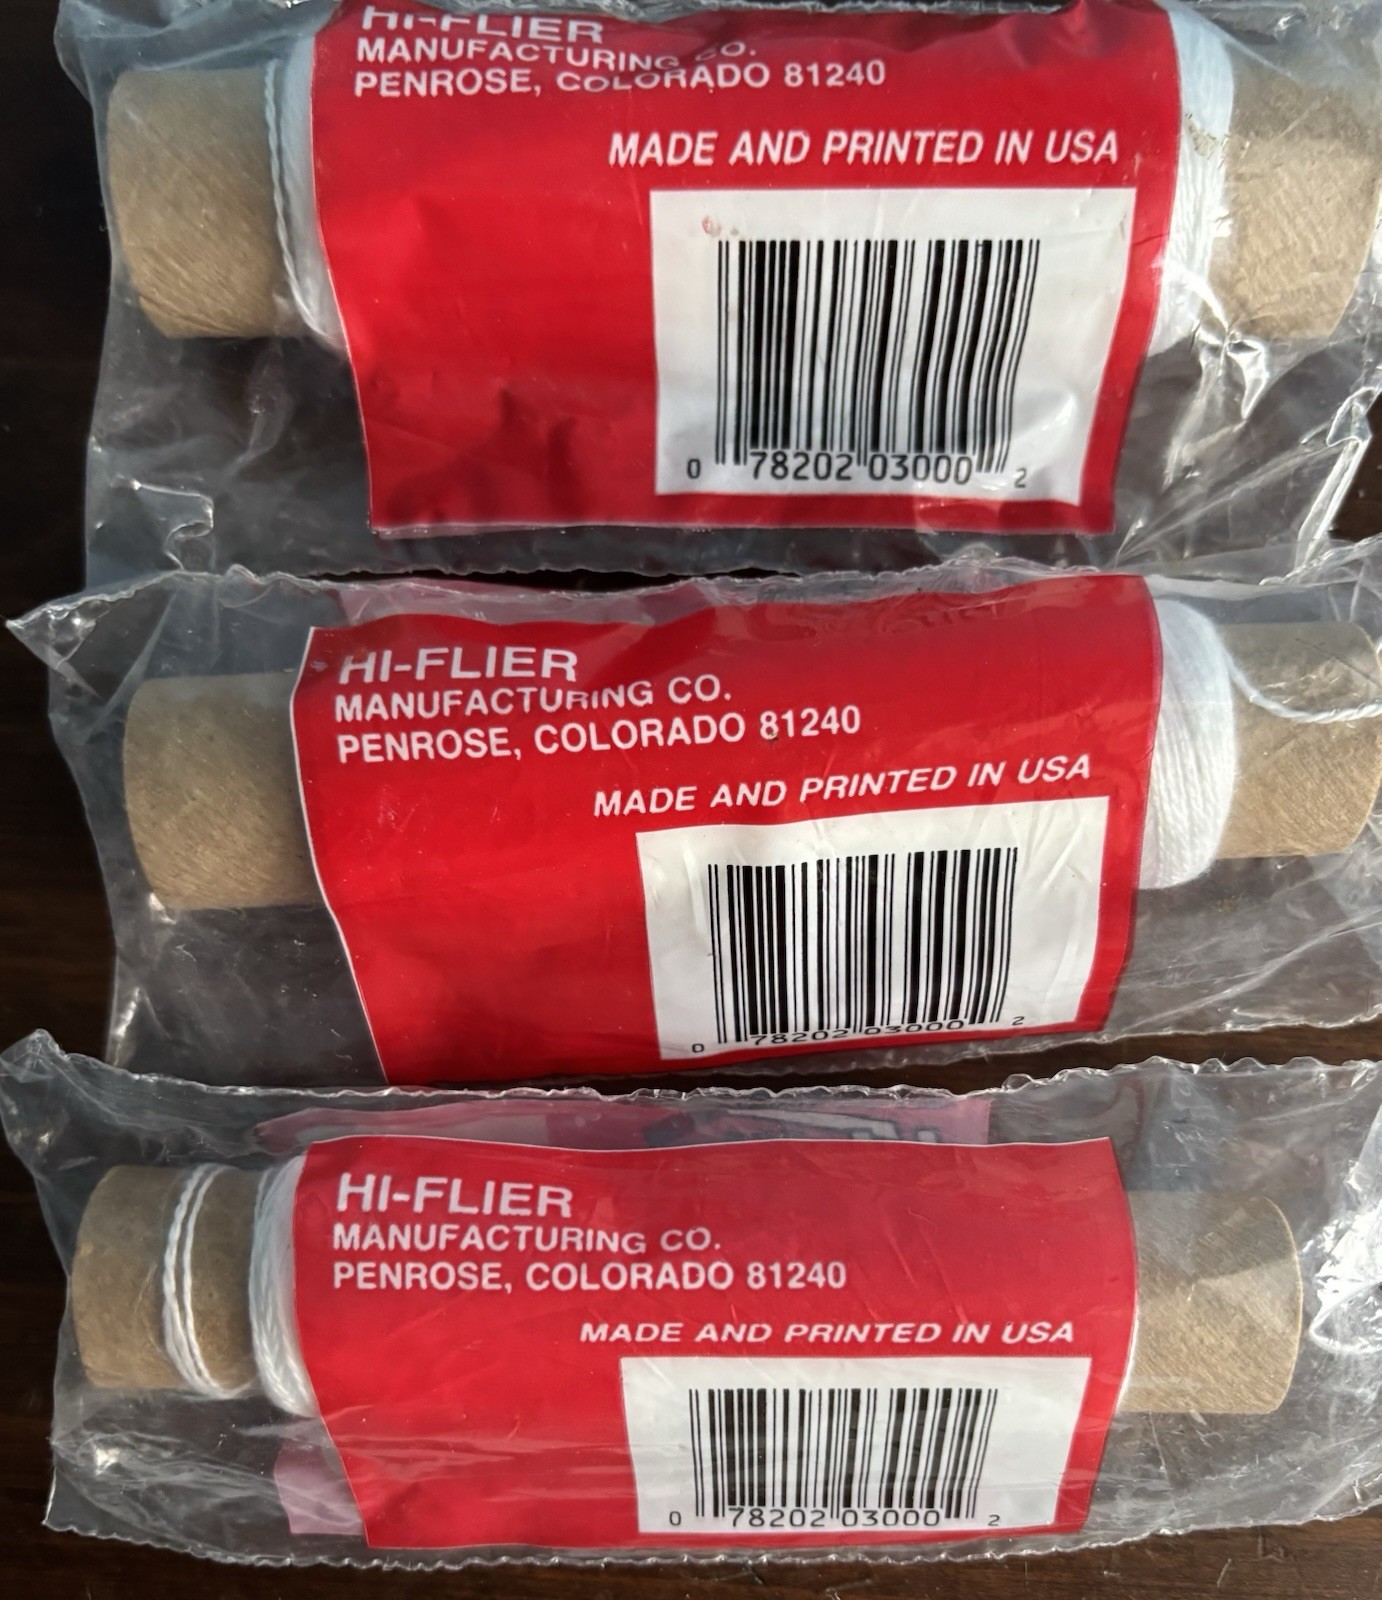 HI-FLIER
MANUFACTURING CO.
PENROSE, COLORADO 81240
MADE AND PRINTED IN USA
0 78202 03000 2
HI-FLIER
MANUFACTURING CO.
PENROSE, COLORADO 81240
MADE AND PRINTED IN USA
0 78202 03000 2
HI-FLIER
MANUFACTURING CO.
PENROSE, COLORADO 81240
MADE AND PRINTED IN USA
0 78202 03000 2